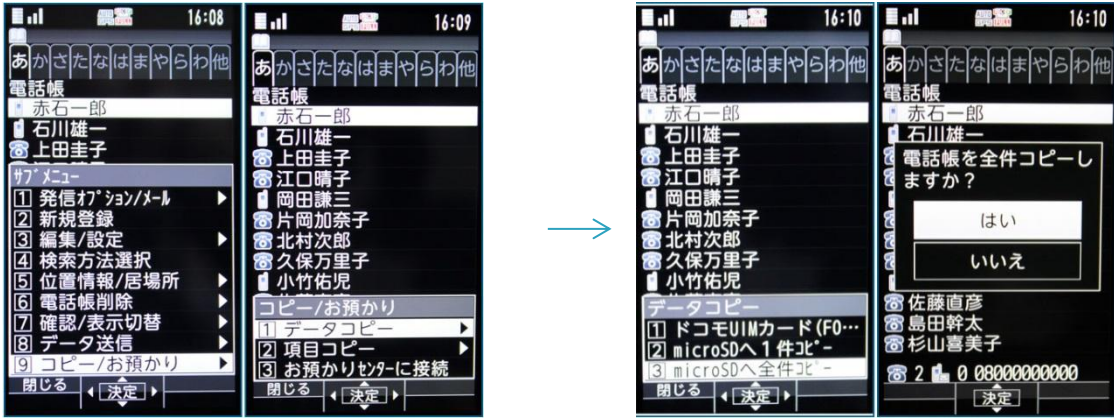 16:08
あかさたなはまやらわ他
電話帳
赤石一郎
石川雄一
上田圭子
ｻﾌﾞﾒﾆｭｰ
1 発信ｵﾌﾟｼｮﾝ/ﾒｰﾙ
2 新規登録
3 編集/設定
4 検索方法選択
5 位置情報/居場所
6 電話帳削除
7 確認/表示切替
8 データ送信
9 コピー/お預かり
閉じる 決定
16:09
あかさたなはまやらわ他
電話帳
赤石一郎
石川雄一
上田圭子
江口晴子
岡田謙三
片岡加奈子
北村次郎
久保万里子
小竹佑児
コピー/お預かり
1 データコピー
2 項目コピー
3 お預かりｾﾝﾀｰに接続
閉じる 決定
16:10
あかさたなはまやらわ他
電話帳
赤石一郎
石川雄一
上田圭子
江口晴子
岡田謙三
片岡加奈子
北村次郎
久保万里子
小竹佑児
データコピー
1 ドコモUIMカード(FO…
2 microSDへ1件ｺﾋﾟｰ
3 microSDへ全件ｺﾋﾟｰ
閉じる 決定
16:10
あかさたなはまやらわ他
電話帳
赤石一郎
石川雄一
電話帳を全件コピーし
ますか？
はい
いいえ
佐藤直彦
島田幹太
杉山喜美子
2 0 08000000000
決定